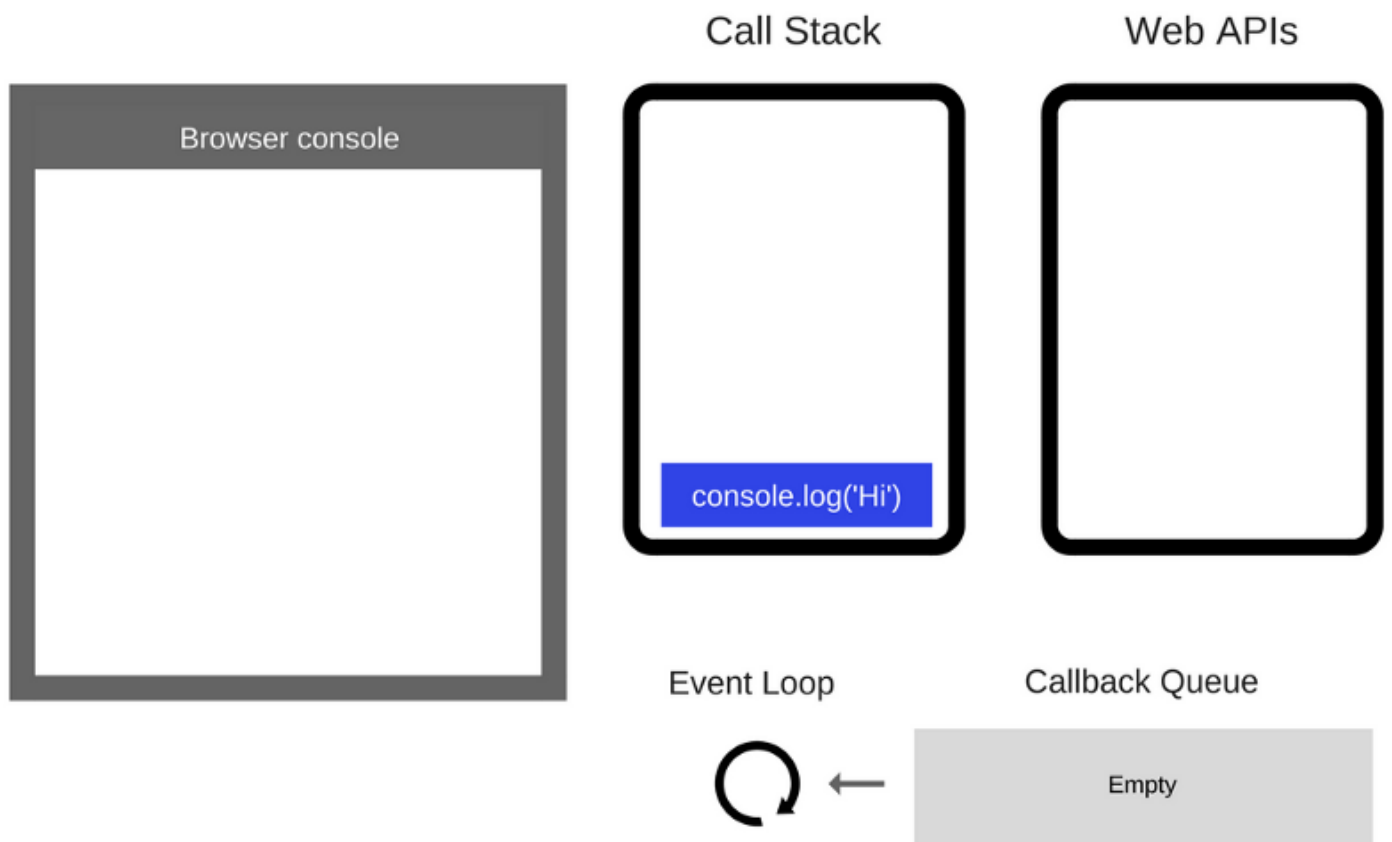 Call Stack
Web APIs
Browser console
console.log('Hi')
Event Loop
Callback Queue
Empty